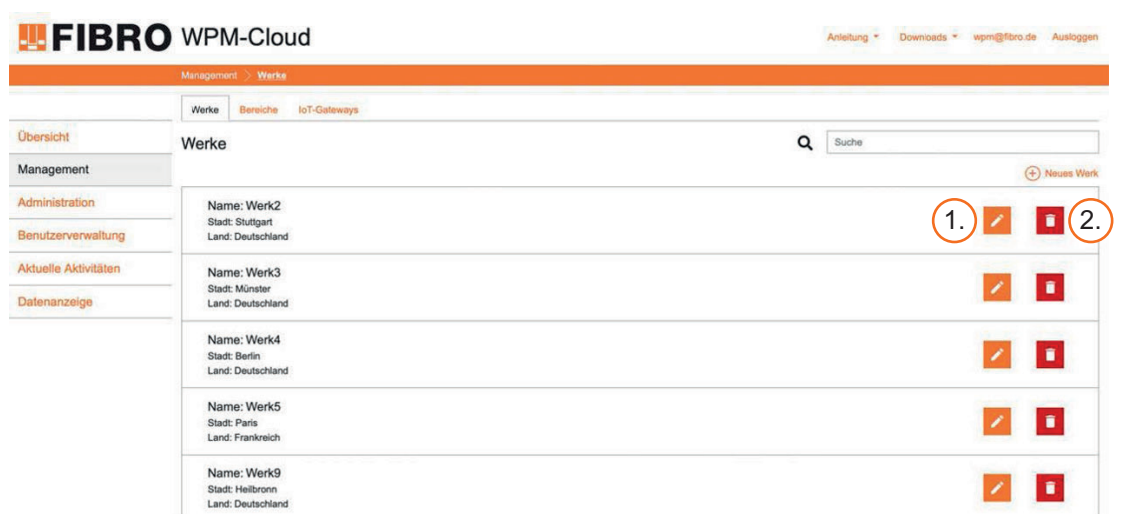 FIBRO WPM-Cloud
Anleitung Downloads wpm@fibro.de Ausloggen
Management > Werke
Werke Bereiche IoT-Gateways
Übersicht
Management
Administration
Benutzerverwaltung
Aktuelle Aktivitäten
Datenanzeige
Werke
Suche
Neues Werk
Name: Werk2
Stadt: Stuttgart
Land: Deutschland
1.
2.
Name: Werk3
Stadt: Münster
Land: Deutschland
Name: Werk4
Stadt: Berlin
Land: Deutschland
Name: Werk5
Stadt: Paris
Land: Frankreich
Name: Werk9
Stadt: Heilbronn
Land: Deutschland